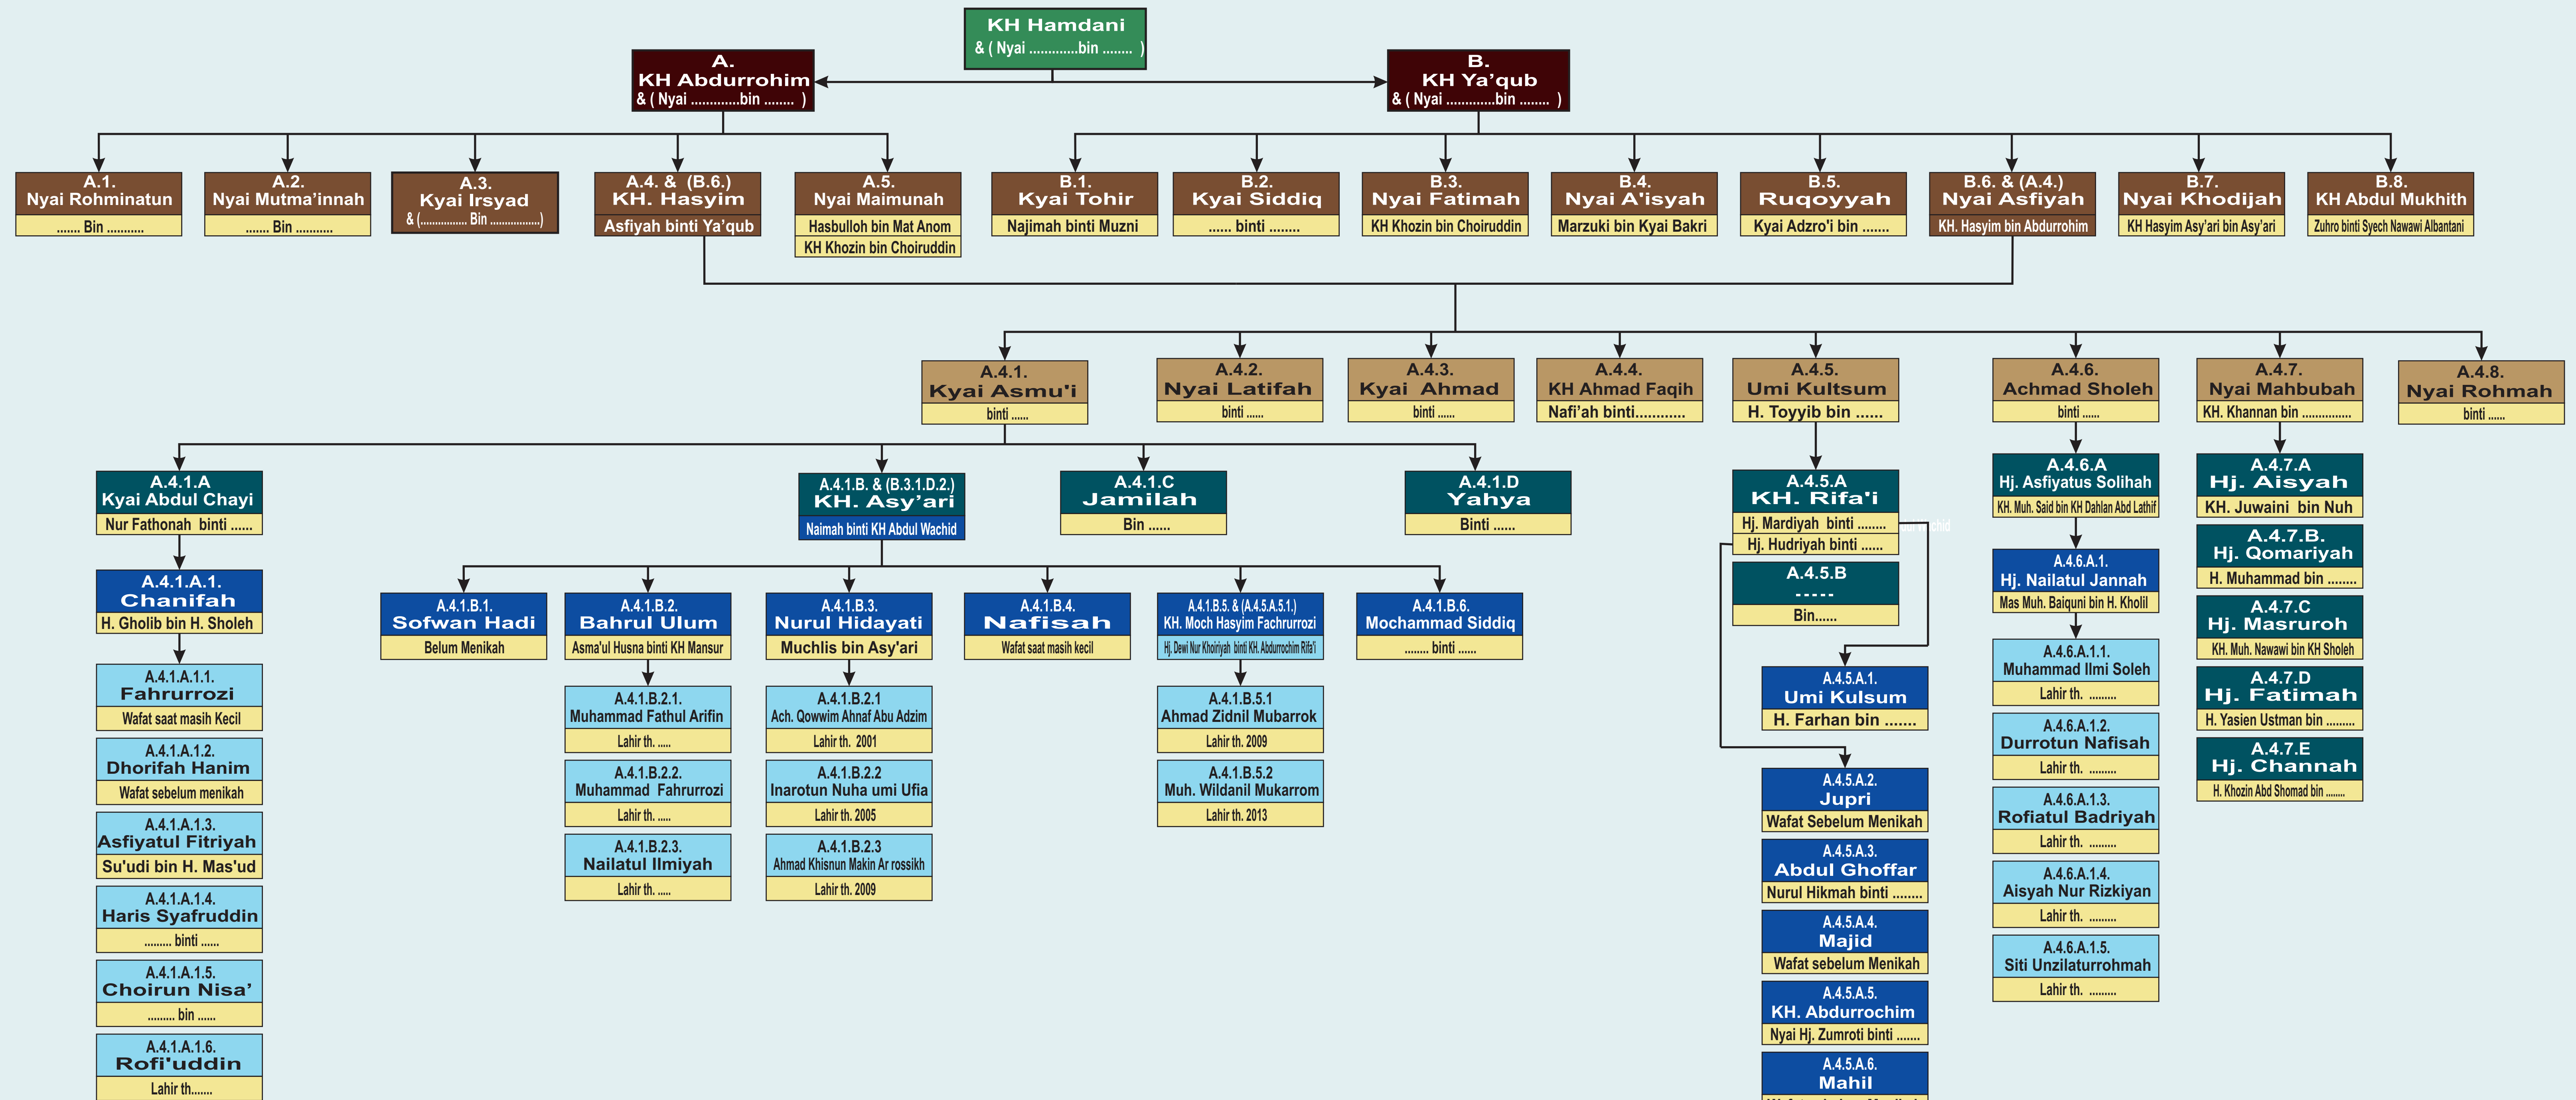 KH Hamdani
& ( Nyai .............bin ........ )
A.
KH Abdurrohim
& ( Nyai .............bin ........ )
B.
KH Ya’qub
& ( Nyai .............bin ........ )
A.1.
Nyai Rohminatun
....... Bin ...........
A.2.
Nyai Mutma’innah
....... Bin ...........
A.3.
Kyai Irsyad
& (............... Bin ...............)
A.4. & (B.6.)
KH. Hasyim
Asfiyah binti Ya’qub
A.5.
Nyai Maimunah
Hasbulloh bin Mat Anom
KH Khozin bin Choiruddin
B.1.
Kyai Tohir
Najimah binti Muzni
B.2.
Kyai Siddiq
...... binti ........
B.3.
Nyai Fatimah
KH Khozin bin Choiruddin
B.4.
Nyai A'isyah
Marzuki bin Kyai Bakri
B.5.
Ruqoyyah
Kyai Adzro'i bin .......
B.6. & (A.4.)
Nyai Asfiyah
KH. Hasyim bin Abdurrohim
B.7.
Nyai Khodijah
KH Hasyim Asy’ari bin Asy’ari
B.8.
KH Abdul Mukhith
Zuhro binti Syech Nawawi Albantani
A.4.1.
Kyai Asmu'i
binti ......
A.4.2.
Nyai Latifah
binti ......
A.4.3.
Kyai Ahmad
binti ......
A.4.4.
KH Ahmad Faqih
Nafi’ah binti............
A.4.5.
Umi Kultsum
H. Toyyib bin ......
A.4.6.
Achmad Sholeh
binti ......
A.4.7.
Nyai Mahbubah
KH. Khannan bin ..............
A.4.8.
Nyai Rohmah
binti ......
A.4.1.A
Kyai Abdul Chayi
Nur Fathonah binti ......
A.4.1.B. & (B.3.1.D.2.)
KH. Asy’ari
Naimah binti KH Abdul Wachid
A.4.1.C
Jamilah
Bin ......
A.4.1.D
Yahya
Binti ......
A.4.5.A
KH. Rifa'i
Hj. Mardiyah binti ........
Hj. Hudriyah binti ......
A.4.5.B
- - - - -
Bin......
A.4.6.A
Hj. Asfiyatus Solihah
KH. Muh. Said bin KH Dahlan Abd Lathif
A.4.7.A
Hj. Aisyah
KH. Juwaini bin Nuh
A.4.7.B.
Hj. Qomariyah
H. Muhammad bin ........
A.4.7.C
Hj. Masruroh
KH. Muh. Nawawi bin KH Sholeh
A.4.7.D
Hj. Fatimah
H. Yasien Ustman bin .........
A.4.7.E
Hj. Channah
H. Khozin Abd Shomad bin ........
A.4.1.A.1.
Chanifah
H. Gholib bin H. Sholeh
A.4.1.B.1.
Sofwan Hadi
Belum Menikah
A.4.1.B.2.
Bahrul Ulum
Asma'ul Husna binti KH Mansur
A.4.1.B.3.
Nurul Hidayati
Muchlis bin Asy'ari
A.4.1.B.4.
Nafisah
Wafat saat masih kecil
A.4.1.B.5. & (A.4.5.A.5.1.)
KH. Moch Hasyim Fachrurrozi
Hj. Dewi Nur Khoiriyah binti KH. Abdurrochim Rifa'i
A.4.1.B.6.
Mochammad Siddiq
........ binti ......
A.4.6.A.1.
Hj. Nailatul Jannah
Mas Muh. Baiquni bin H. Kholil
A.4.1.A.1.1.
Fahrurrozi
Wafat saat masih Kecil
A.4.1.A.1.2.
Dhorifah Hanim
Wafat sebelum menikah
A.4.1.A.1.3.
Asfiyatul Fitriyah
Su'udi bin H. Mas'ud
A.4.1.A.1.4.
Haris Syafruddin
......... binti ......
A.4.1.A.1.5.
Choirun Nisa’
......... bin ......
A.4.1.A.1.6.
Rofi'uddin
Lahir th.......
A.4.1.B.2.1.
Muhammad Fathul Arifin
Lahir th. .....
A.4.1.B.2.2.
Muhammad Fahrurrozi
Lahir th. .....
A.4.1.B.2.3.
Nailatul Ilmiyah
Lahir th. .....
A.4.1.B.2.1
Ach. Qowwim Ahnaf Abu Adzim
Lahir th. 2001
A.4.1.B.2.2
Inarotun Nuha umi Ufia
Lahir th. 2005
A.4.1.B.2.3
Ahmad Khisnun Makin Ar rossikh
Lahir th. 2009
A.4.1.B.5.1
Ahmad Zidnil Mubarrok
Lahir th. 2009
A.4.1.B.5.2
Muh. Wildanil Mukarrom
Lahir th. 2013
A.4.5.A.1.
Umi Kulsum
H. Farhan bin .......
A.4.5.A.2.
Jupri
Wafat Sebelum Menikah
A.4.5.A.3.
Abdul Ghoffar
Nurul Hikmah binti ........
A.4.5.A.4.
Majid
Wafat sebelum Menikah
A.4.5.A.5.
KH. Abdurrochim
Nyai Hj. Zumroti binti .......
A.4.5.A.6.
Mahil
A.4.6.A.1.1.
Muhammad Ilmi Soleh
Lahir th. .........
A.4.6.A.1.2.
Durrotun Nafisah
Lahir th. .........
A.4.6.A.1.3.
Rofiatul Badriyah
Lahir th. .........
A.4.6.A.1.4.
Aisyah Nur Rizkiyan
Lahir th. .........
A.4.6.A.1.5.
Siti Unzilaturrohmah
Lahir th. .........